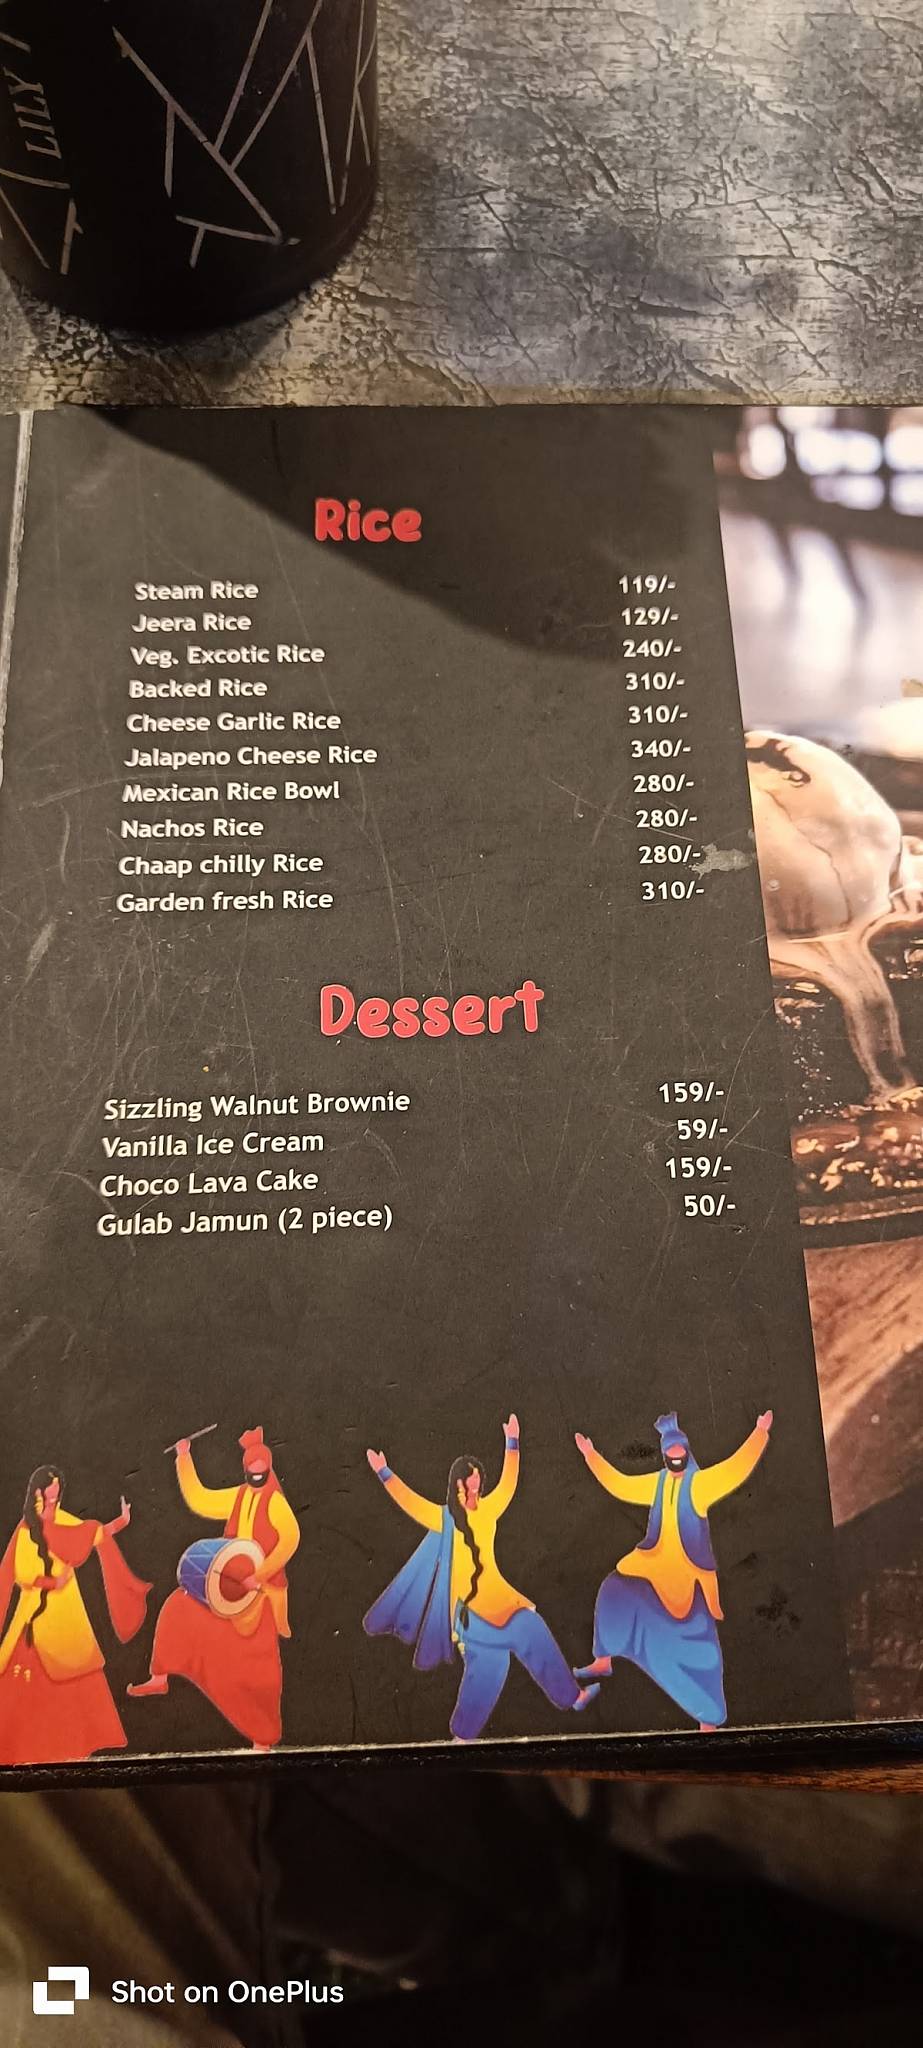 LILY
Rice
Steam Rice 119/-
Jeera Rice 129/-
Veg. Excotic Rice 240/-
Backed Rice 310/-
Cheese Garlic Rice 310/-
Jalapeno Cheese Rice 340/-
Mexican Rice Bowl 280/-
Nachos Rice 280/-
Chaap chilly Rice 280/-
Garden fresh Rice 310/-
Dessert
Sizzling Walnut Brownie 159/-
Vanilla Ice Cream 59/-
Choco Lava Cake 159/-
Gulab Jamun (2 piece) 50/-
Shot on OnePlus